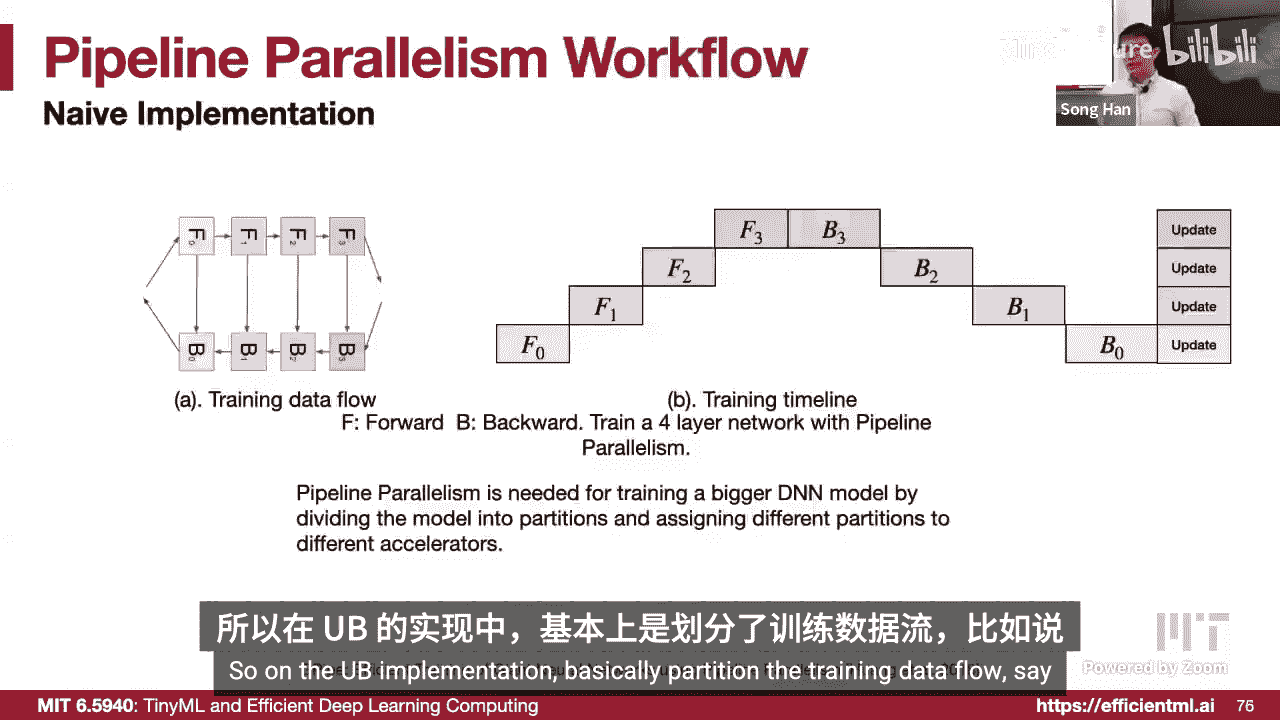 Pipeline Parallelism Workflow
Naive Implementation
bilibili
Song Han
F0 F1 F2 F3
B0 B1 B2 B3
F3 B3 Update
F2 B2 Update
F1 B1 Update
F0 B0 Update
(a). Training data flow
(b). Training timeline
F: Forward B: Backward. Train a 4 layer network with Pipeline
Parallelism.
Pipeline Parallelism is needed for training a bigger DNN model by
dividing the model into partitions and assigning different partitions to
different accelerators.
所以在 UB 的实现中，基本上是划分了训练数据流，比如说
So on the UB implementation, basically partition the training data flow, say
MIT
Powered by Zoom
MIT 6.5940: TinyML and Efficient Deep Learning Computing
https://efficientml.ai
76